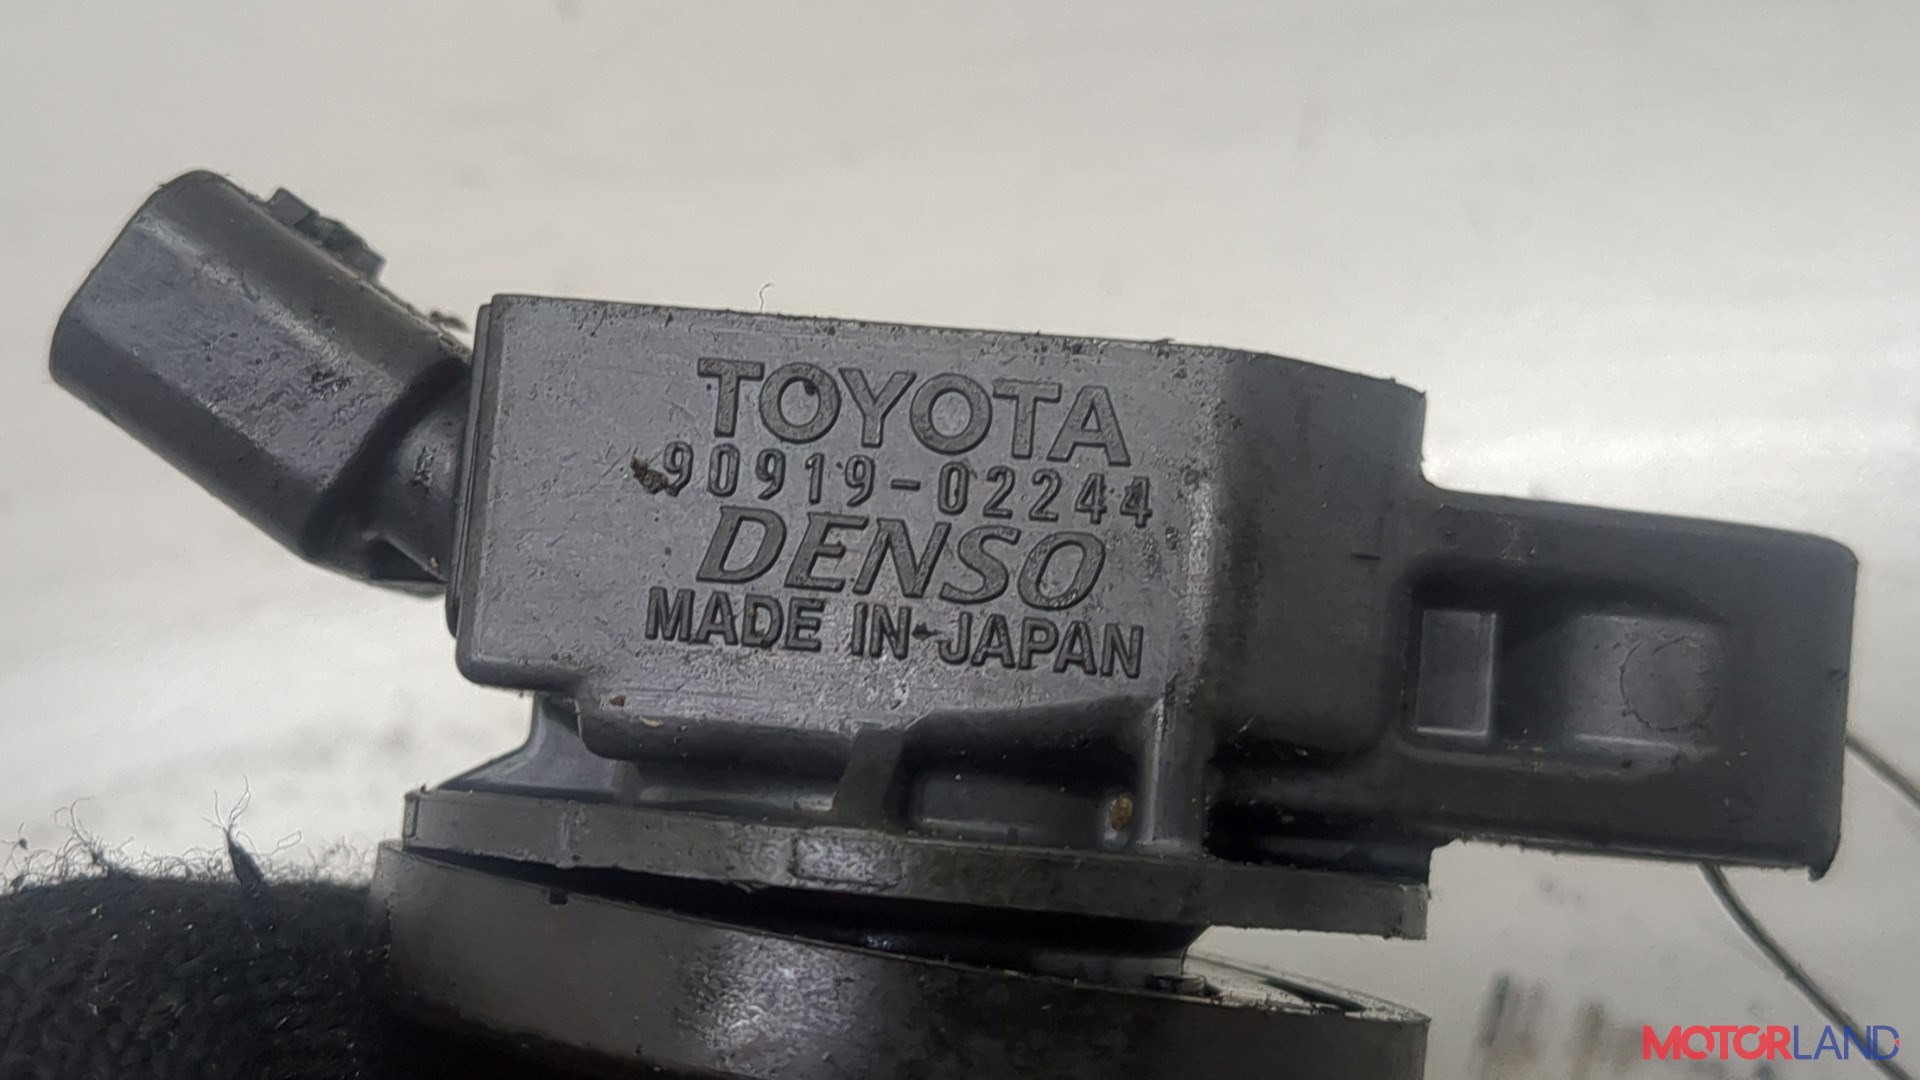 TOYOTA
90919-02244
DENSO
MADE IN JAPAN
MOTORLAND